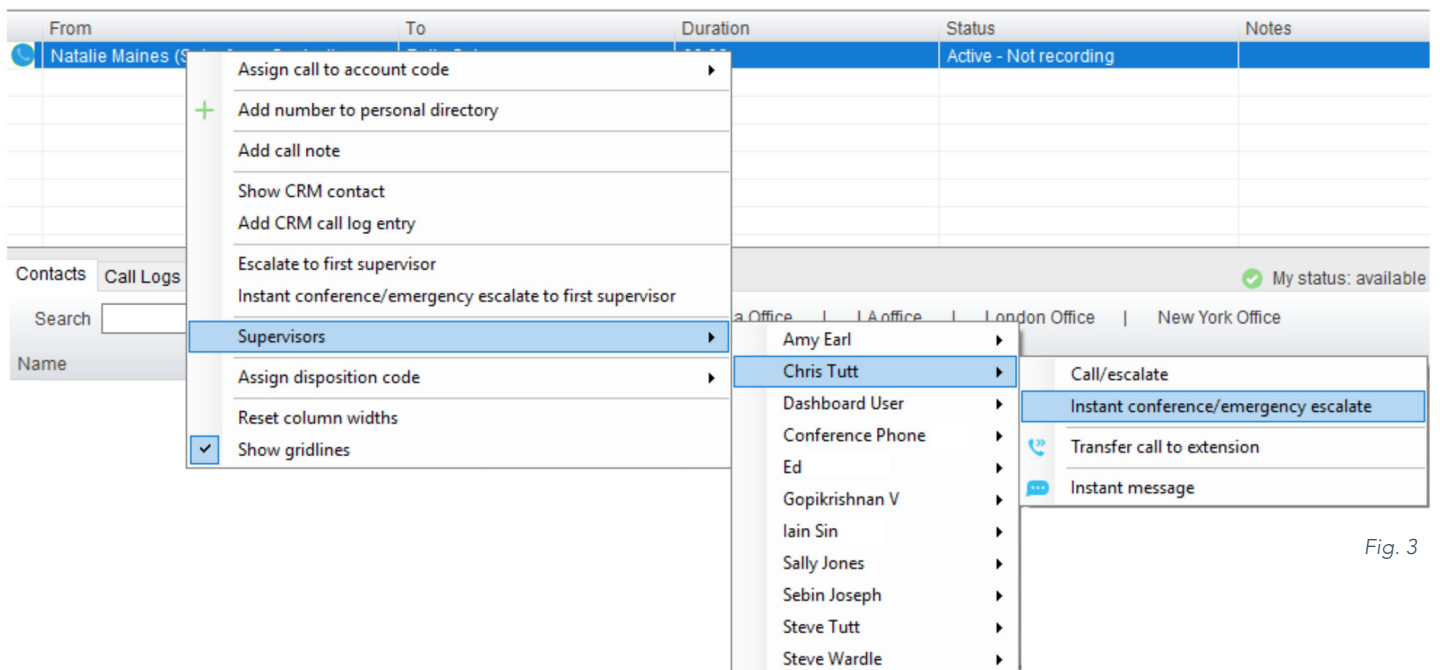 From To Duration Status Notes
Natalie Maines Active - Not recording
Assign call to account code
Add number to personal directory
Add call note
Show CRM contact
Add CRM call log entry
Escalate to first supervisor
Instant conference/emergency escalate to first supervisor
Supervisors
Assign disposition code
Reset column widths
Show gridlines
Contacts Call Logs My status: available
Search Office | LA office | London Office | New York Office
Name
Amy Earl
Chris Tutt
Dashboard User
Conference Phone
Ed
Gopikrishnan V
Iain Sin
Sally Jones
Sebin Joseph
Steve Tutt
Steve Wardle
Call/escalate
Instant conference/emergency escalate
Transfer call to extension
Instant message
Fig. 3